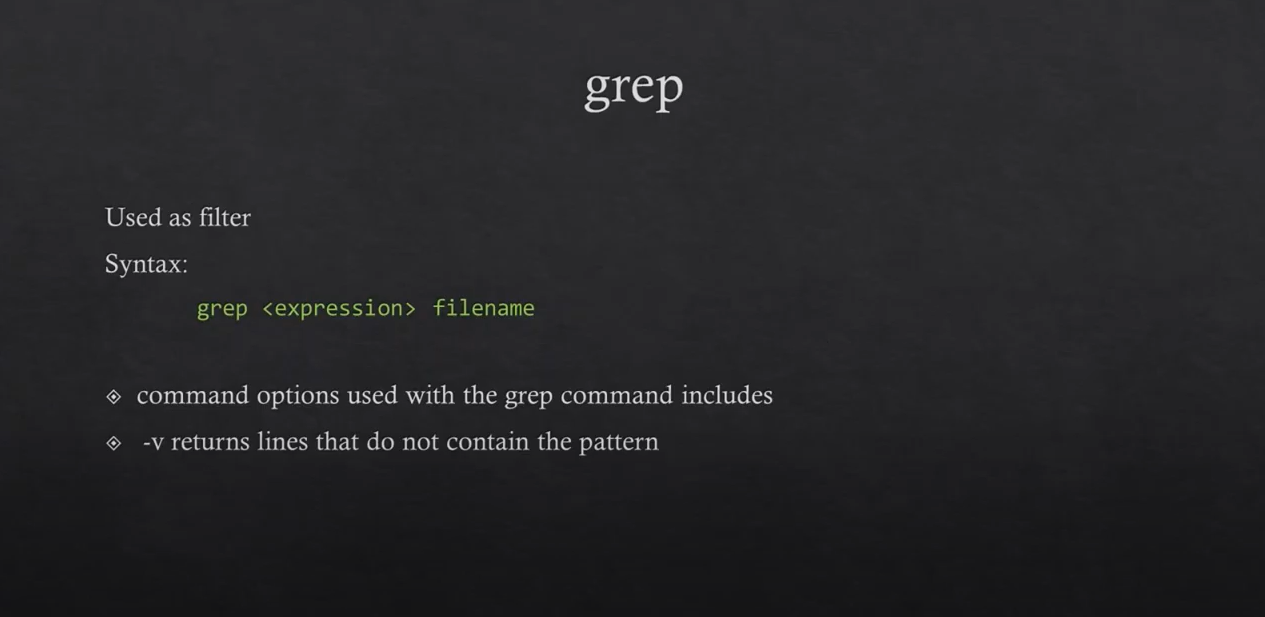 grep
Used as filter
Syntax:
grep <expression> filename
command options used with the grep command includes
-v returns lines that do not contain the pattern